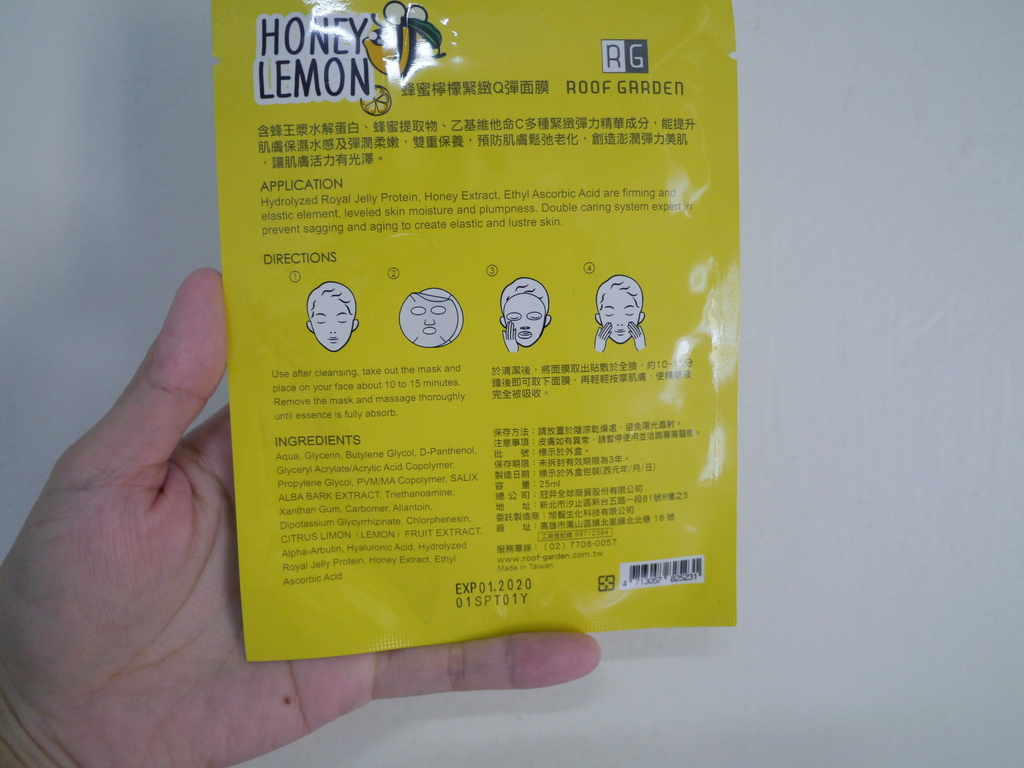 HONEY
LEMON
蜂蜜檸檬緊緻Q彈面膜
RG
ROOF GARDEN
含蜂王漿水解蛋白、蜂蜜提取物、乙基維他命C多種緊緻彈力精華成分，能提升
肌膚保濕水感及彈潤柔嫩，雙重保養，預防肌膚鬆弛老化，創造澎潤彈力美肌
，讓肌膚活力有光澤。
APPLICATION
Hydrolyzed Royal Jelly Protein, Honey Extract, Ethyl Ascorbic Acid are firming and
elastic element, leveled skin moisture and plumpness. Double caring system expert in
prevent sagging and aging to create elastic and lustre skin.
DIRECTIONS
① ② ③ ④
Use after cleansing, take out the mask and
place on your face about 10 to 15 minutes.
Remove the mask and massage thoroughly
until essence is fully absorb.
於清潔後，將面膜取出貼敷於全臉，約10~15分
鐘後即可取下面膜，再輕輕按摩肌膚，使精華液
完全被吸收。
INGREDIENTS
Aqua, Glycerin, Butylene Glycol, D-Panthenol,
Glyceryl Acrylate/Acrylic Acid Copolymer,
Propylene Glycol, PVM/MA Copolymer, SALIX
ALBA BARK EXTRACT, Triethanoamine,
Xanthan Gum, Carbomer, Allantoin,
Dipotassium Glycyrrhizinate, Chlorphenesin,
CITRUS LIMON（LEMON）FRUIT EXTRACT,
Alpha-Arbutin, Hyaluronic Acid, Hydrolyzed
Royal Jelly Protein, Honey Extract, Ethyl
Ascorbic Acid
保存方法：請放置於陰涼乾燥處，避免陽光直射。
注意事項：皮膚如有異常，請暫停使用並洽詢專業醫師。
批號：標示於外盒。
保存期限：未拆封有效期限為3年。
製造日期：標示於外盒包裝(西元年/月/日)
容量：25ml
總公司：冠羿全球商貿股份有限公司
地址：新北市汐止區新台五路一段81號8樓之5
委託製造商：旭智生化科技有限公司
廠址：高雄市鳳山區鎮北里鎮北北巷 18 號
工廠登記證 99712394
服務專線：（02）7708-0057
www.roof-garden.com.tw
Made in Taiwan
4 713057 825231
EXP01.2020
01SPT01Y